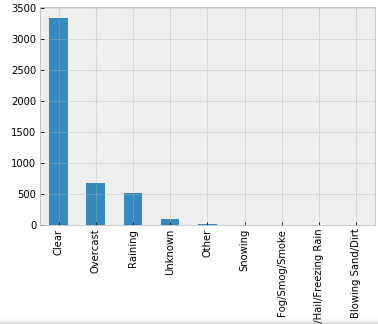 3500
3000
2500
2000
1500
1000
500
0
Clear
Overcast
Raining
Unknown
Other
Snowing
Fog/Smog/Smoke
/Hail/Freezing Rain
Blowing Sand/Dirt